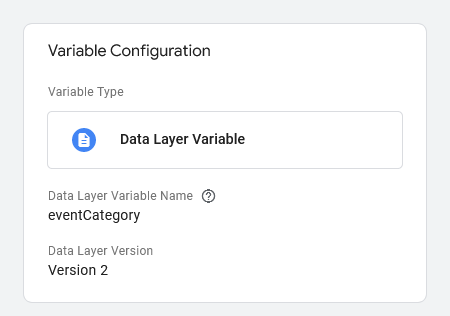 Variable Configuration
Variable Type
Data Layer Variable
Data Layer Variable Name
eventCategory
Data Layer Version
Version 2